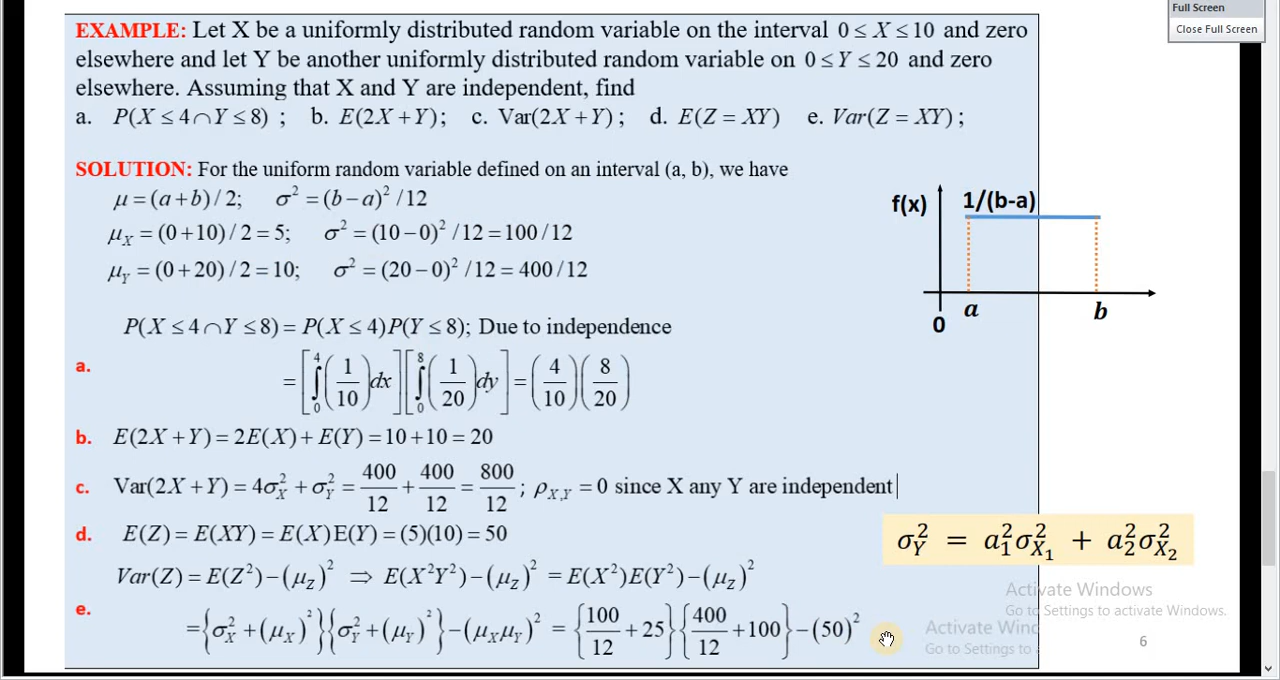 Full Screen
Close Full Screen
EXAMPLE: Let X be a uniformly distributed random variable on the interval 0 ≤ X ≤ 10 and zero
elsewhere and let Y be another uniformly distributed random variable on 0 ≤ Y ≤ 20 and zero
elsewhere. Assuming that X and Y are independent, find
a. P(X ≤ 4 ∩ Y ≤ 8) ; b. E(2X + Y); c. Var(2X + Y) ; d. E(Z = XY) e. Var(Z = XY) ;
SOLUTION: For the uniform random variable defined on an interval (a, b), we have
μ = (a + b) / 2; σ² = (b − a)² / 12
μ_X = (0 + 10) / 2 = 5; σ² = (10 − 0)² / 12 = 100 / 12
μ_Y = (0 + 20) / 2 = 10; σ² = (20 − 0)² / 12 = 400 / 12
f(x)
1/(b-a)
0
a
b
P(X ≤ 4 ∩ Y ≤ 8) = P(X ≤ 4)P(Y ≤ 8); Due to independence
a. = [∫₀⁴ (1/10) dx] [∫₀⁸ (1/20) dy] = (4/10)(8/20)
b. E(2X + Y) = 2E(X) + E(Y) = 10 + 10 = 20
c. Var(2X + Y) = 4σ_X² + σ_Y² = 400/12 + 400/12 = 800/12 ; ρ_X,Y = 0 since X any Y are independent
d. E(Z) = E(XY) = E(X)E(Y) = (5)(10) = 50
σ_Y² = a₁²σ_X₁² + a₂²σ_X₂²
Var(Z) = E(Z²) − (μ_Z)² ⇒ E(X²Y²) − (μ_Z)² = E(X²)E(Y²) − (μ_Z)²
e. = {σ_X² + (μ_X)²}{σ_Y² + (μ_Y)²} − (μ_Xμ_Y)² = {100/12 + 25}{400/12 + 100} − (50)²
Activate Windows
Go to Settings to activate Windows.
Activate Wind
Go to Settings to
6